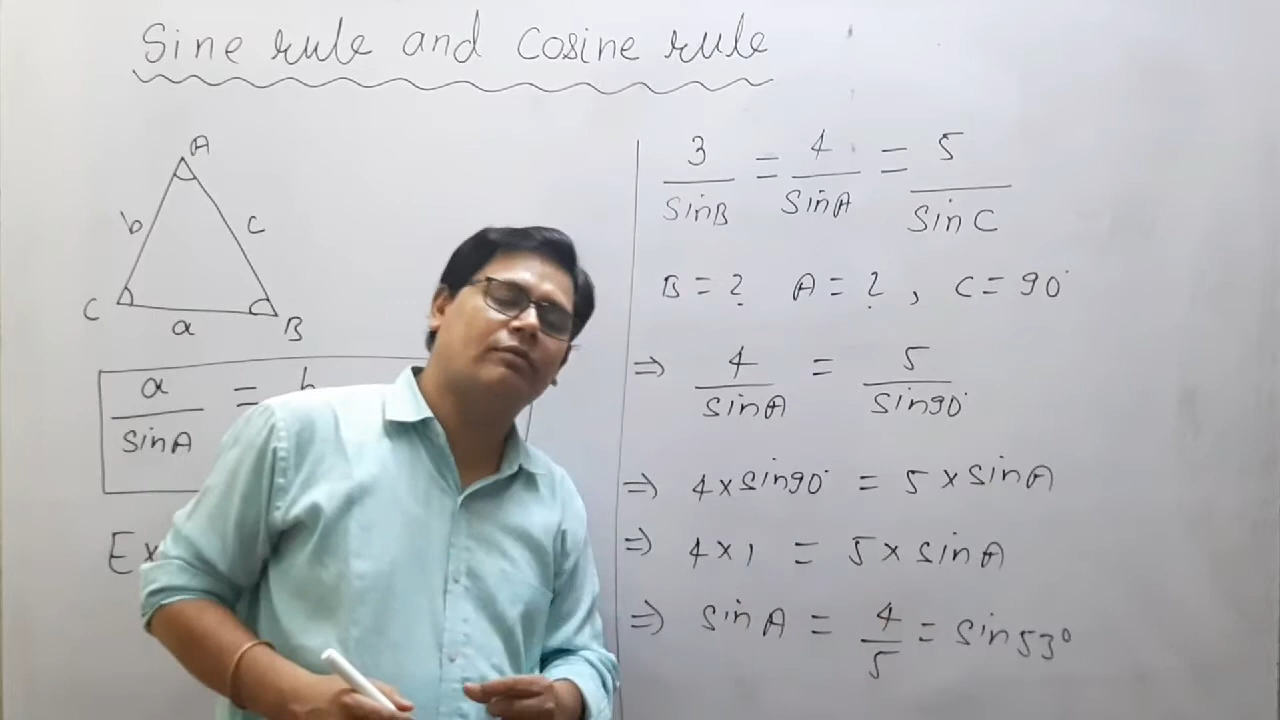 Sine rule and cosine rule
A
b
c
C
a
B
a/sinA =
Ex
3/sinB = 4/sinA = 5/sinC
B = ? A = ? , C = 90°
⇒ 4/sinA = 5/sin90°
⇒ 4×sin90° = 5×sinA
⇒ 4×1 = 5×sinA
⇒ sinA = 4/5 = sin53°